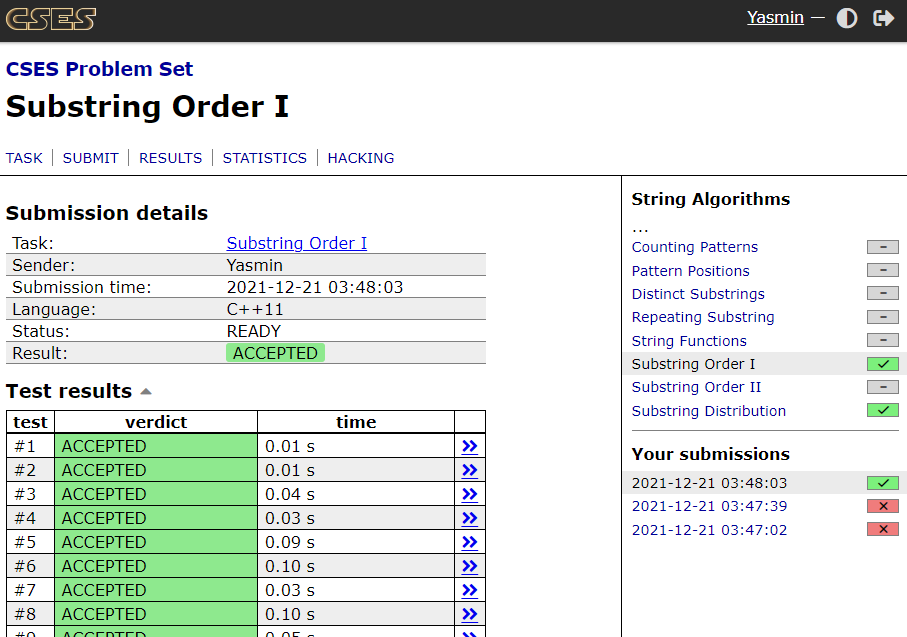 CSES
Yasmin —
CSES Problem Set
Substring Order I
TASK | SUBMIT | RESULTS | STATISTICS | HACKING
Submission details
Task: Substring Order I
Sender: Yasmin
Submission time: 2021-12-21 03:48:03
Language: C++11
Status: READY
Result: ACCEPTED
Test results
test verdict time
#1 ACCEPTED 0.01 s »
#2 ACCEPTED 0.01 s »
#3 ACCEPTED 0.04 s »
#4 ACCEPTED 0.03 s »
#5 ACCEPTED 0.09 s »
#6 ACCEPTED 0.10 s »
#7 ACCEPTED 0.03 s »
#8 ACCEPTED 0.10 s »
#9 ACCEPTED 0.05 s »
String Algorithms
...
Counting Patterns –
Pattern Positions –
Distinct Substrings –
Repeating Substring –
String Functions –
Substring Order I ✓
Substring Order II –
Substring Distribution ✓
Your submissions
2021-12-21 03:48:03 ✓
2021-12-21 03:47:39 ✕
2021-12-21 03:47:02 ✕